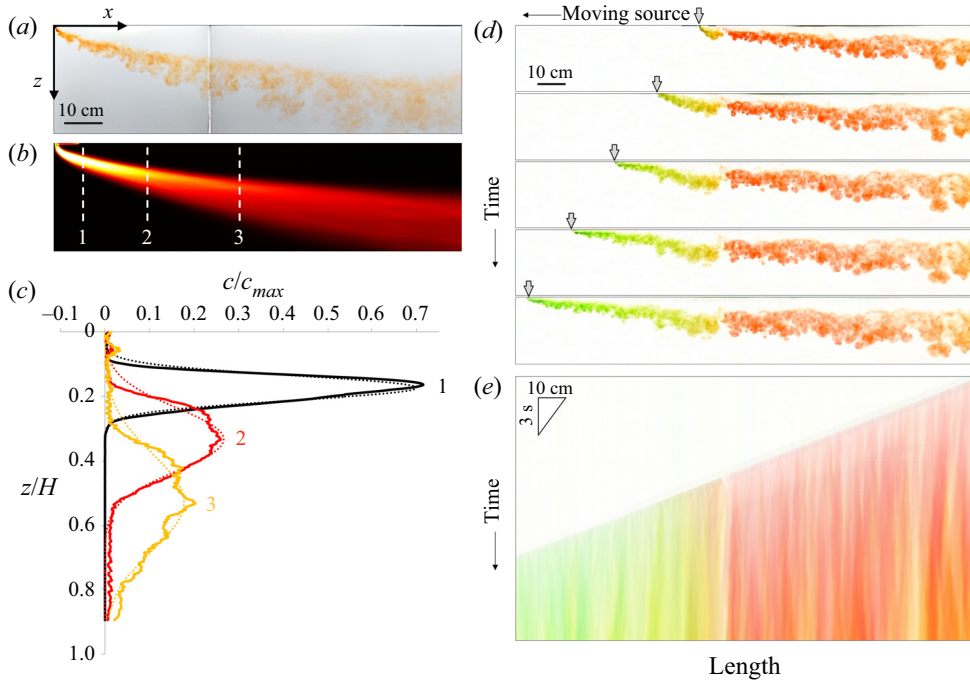 (a)
x
z
10 cm
(b)
1
2
3
(c)
c/c_max
–0.1
0
0.1
0.2
0.3
0.4
0.5
0.6
0.7
0
0.2
0.4
z/H
0.6
0.8
1.0
1
2
3
(d)
Moving source
10 cm
Time
(e)
10 cm
3 s
Time
Length